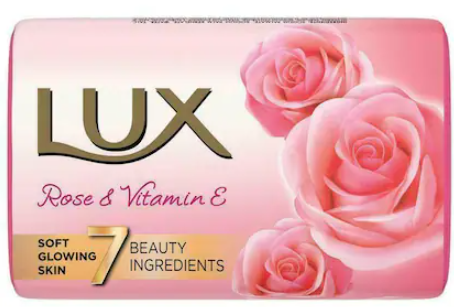 LUX
Rose & Vitamin E
SOFT
GLOWING
SKIN
7 BEAUTY
INGREDIENTS